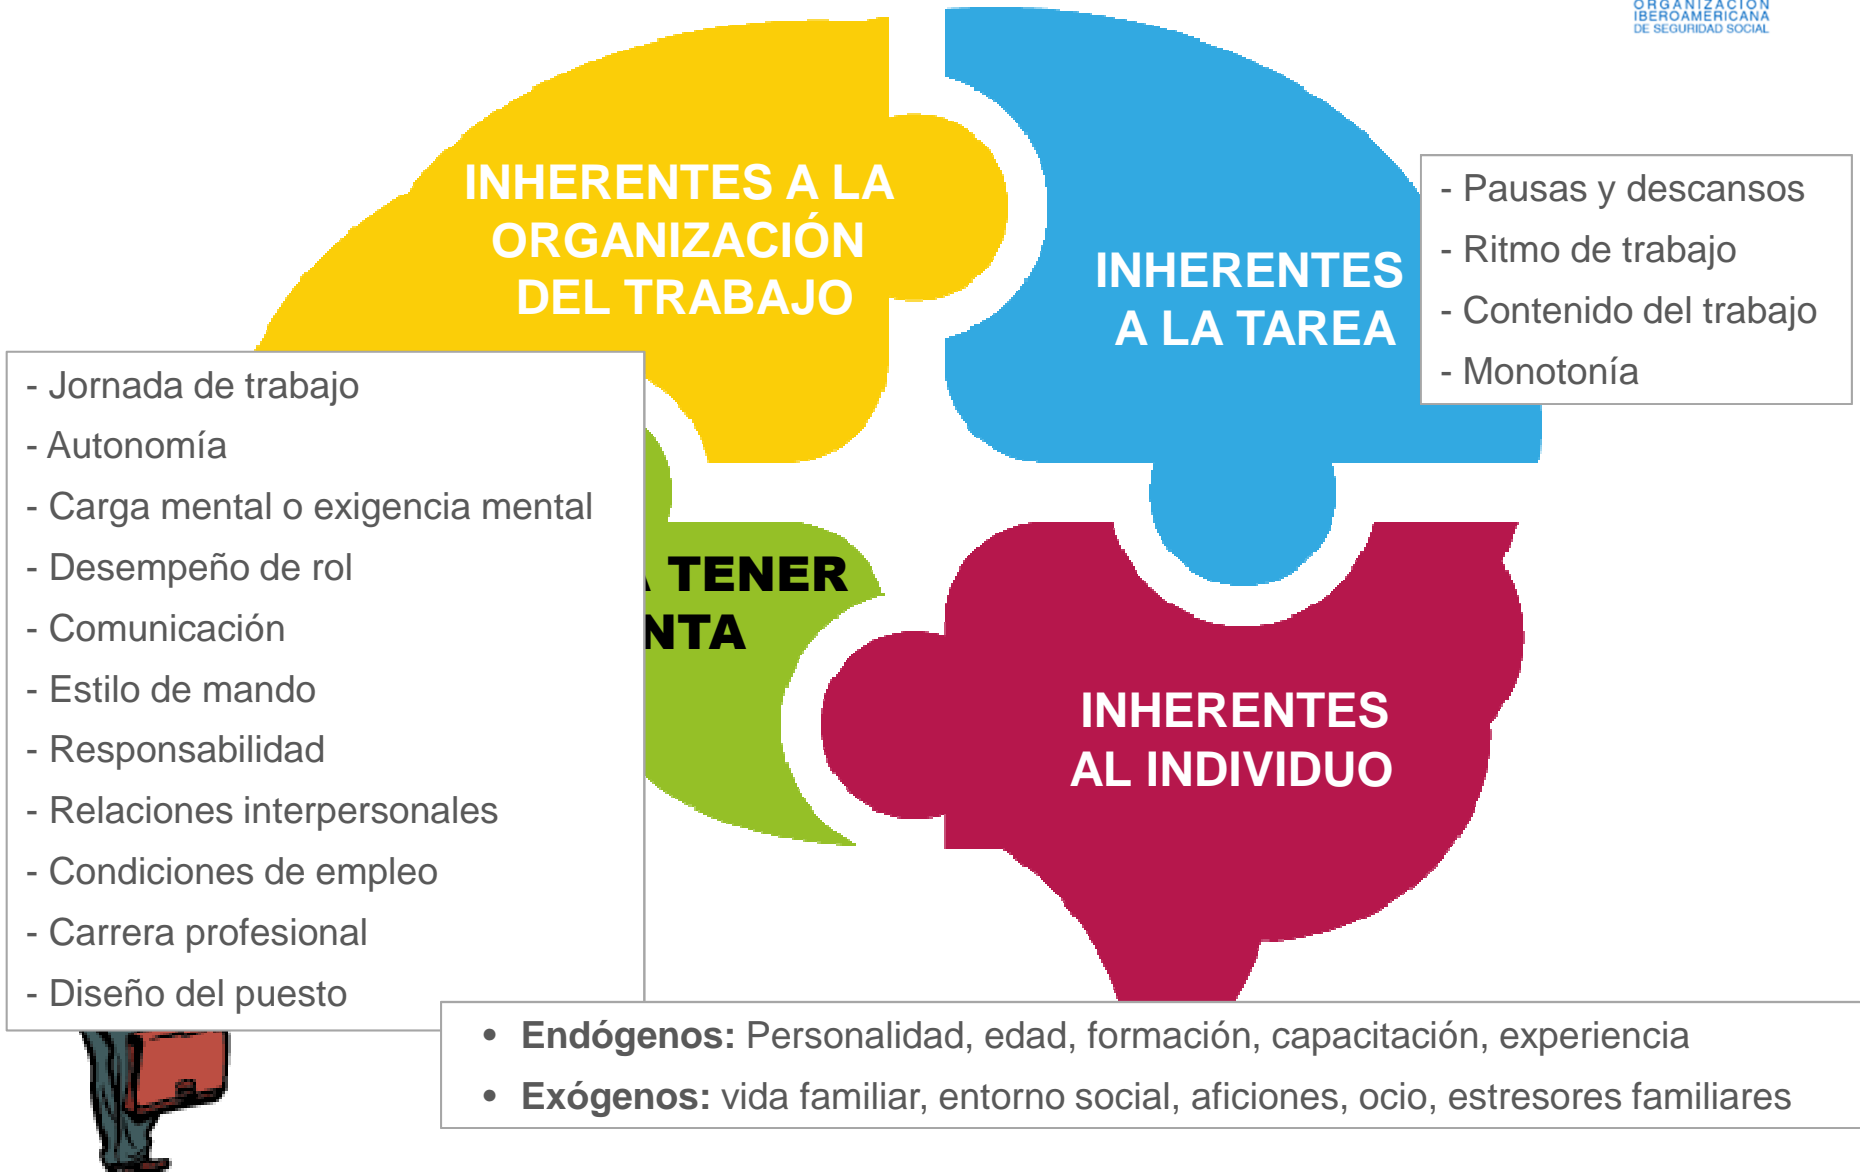 ORGANIZACIÓN
IBEROAMERICANA
DE SEGURIDAD SOCIAL
INHERENTES A LA
ORGANIZACIÓN
DEL TRABAJO
INHERENTES
A LA TAREA
- Pausas y descansos
- Ritmo de trabajo
- Contenido del trabajo
- Monotonía
- Jornada de trabajo
- Autonomía
- Carga mental o exigencia mental
- Desempeño de rol
- Comunicación
- Estilo de mando
- Responsabilidad
- Relaciones interpersonales
- Condiciones de empleo
- Carrera profesional
- Diseño del puesto
TENER
NTA
INHERENTES
AL INDIVIDUO
• Endógenos: Personalidad, edad, formación, capacitación, experiencia
• Exógenos: vida familiar, entorno social, aficiones, ocio, estresores familiares